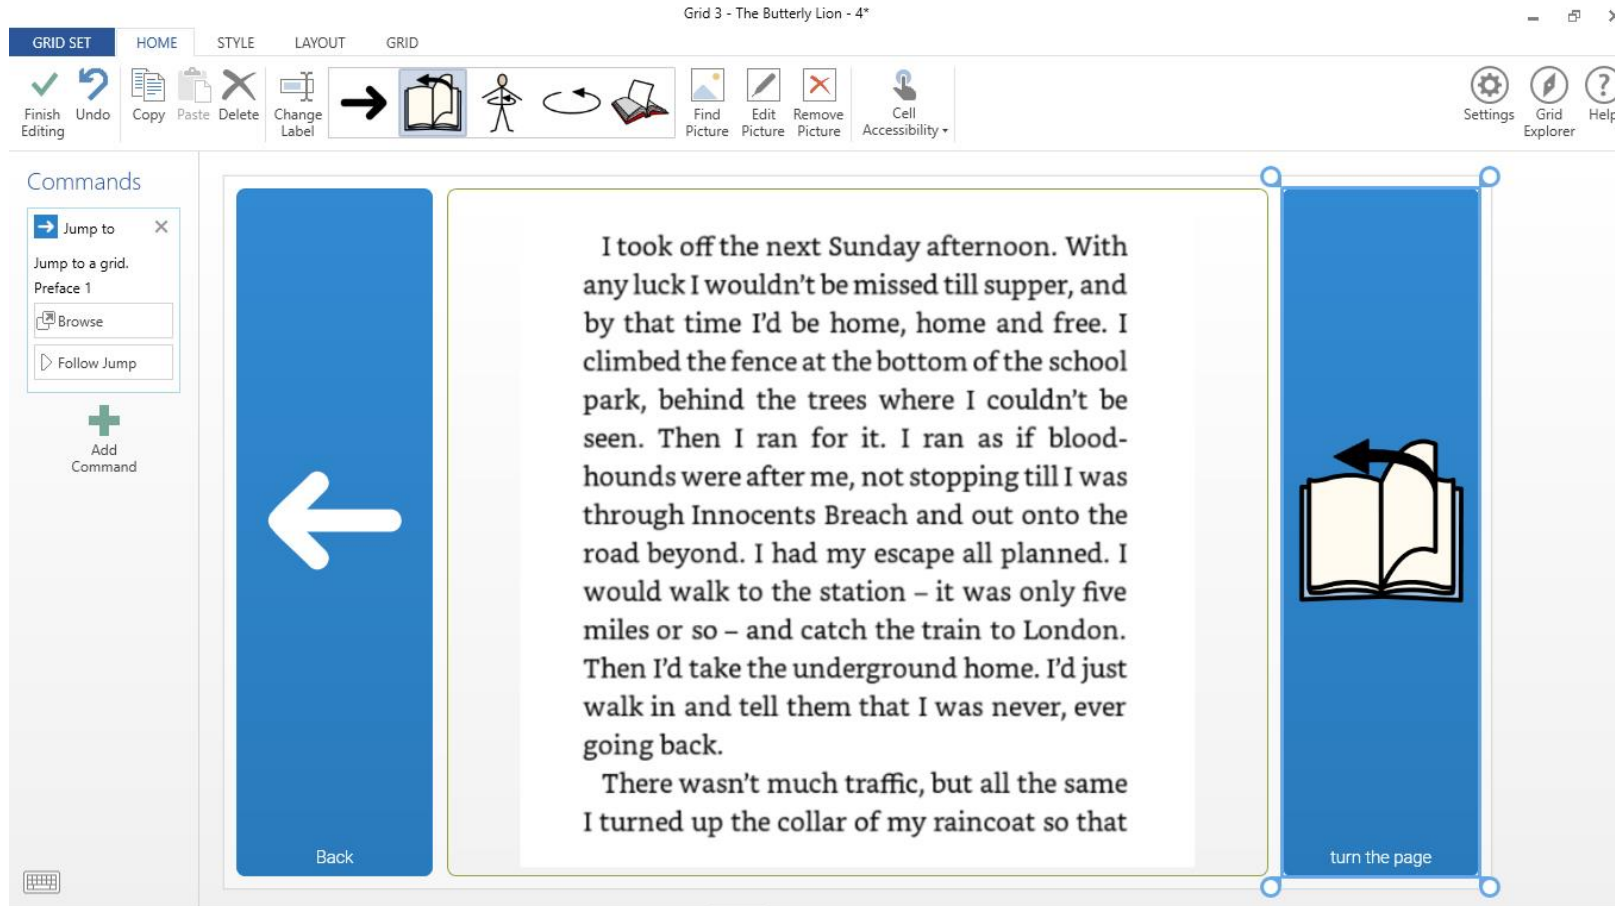 Grid 3 - The Butterly Lion - 4*
GRID SET HOME STYLE LAYOUT GRID
Finish Editing
Undo
Copy
Paste
Delete
Change Label
Find Picture
Edit Picture
Remove Picture
Cell Accessibility
Settings
Grid Explorer
Help
Commands
Jump to
Jump to a grid.
Preface 1
Browse
Follow Jump
Add
Command
Back
I took off the next Sunday afternoon. With
any luck I wouldn't be missed till supper, and
by that time I'd be home, home and free. I
climbed the fence at the bottom of the school
park, behind the trees where I couldn't be
seen. Then I ran for it. I ran as if blood-
hounds were after me, not stopping till I was
through Innocents Breach and out onto the
road beyond. I had my escape all planned. I
would walk to the station – it was only five
miles or so – and catch the train to London.
Then I'd take the underground home. I'd just
walk in and tell them that I was never, ever
going back.
There wasn't much traffic, but all the same
I turned up the collar of my raincoat so that
turn the page